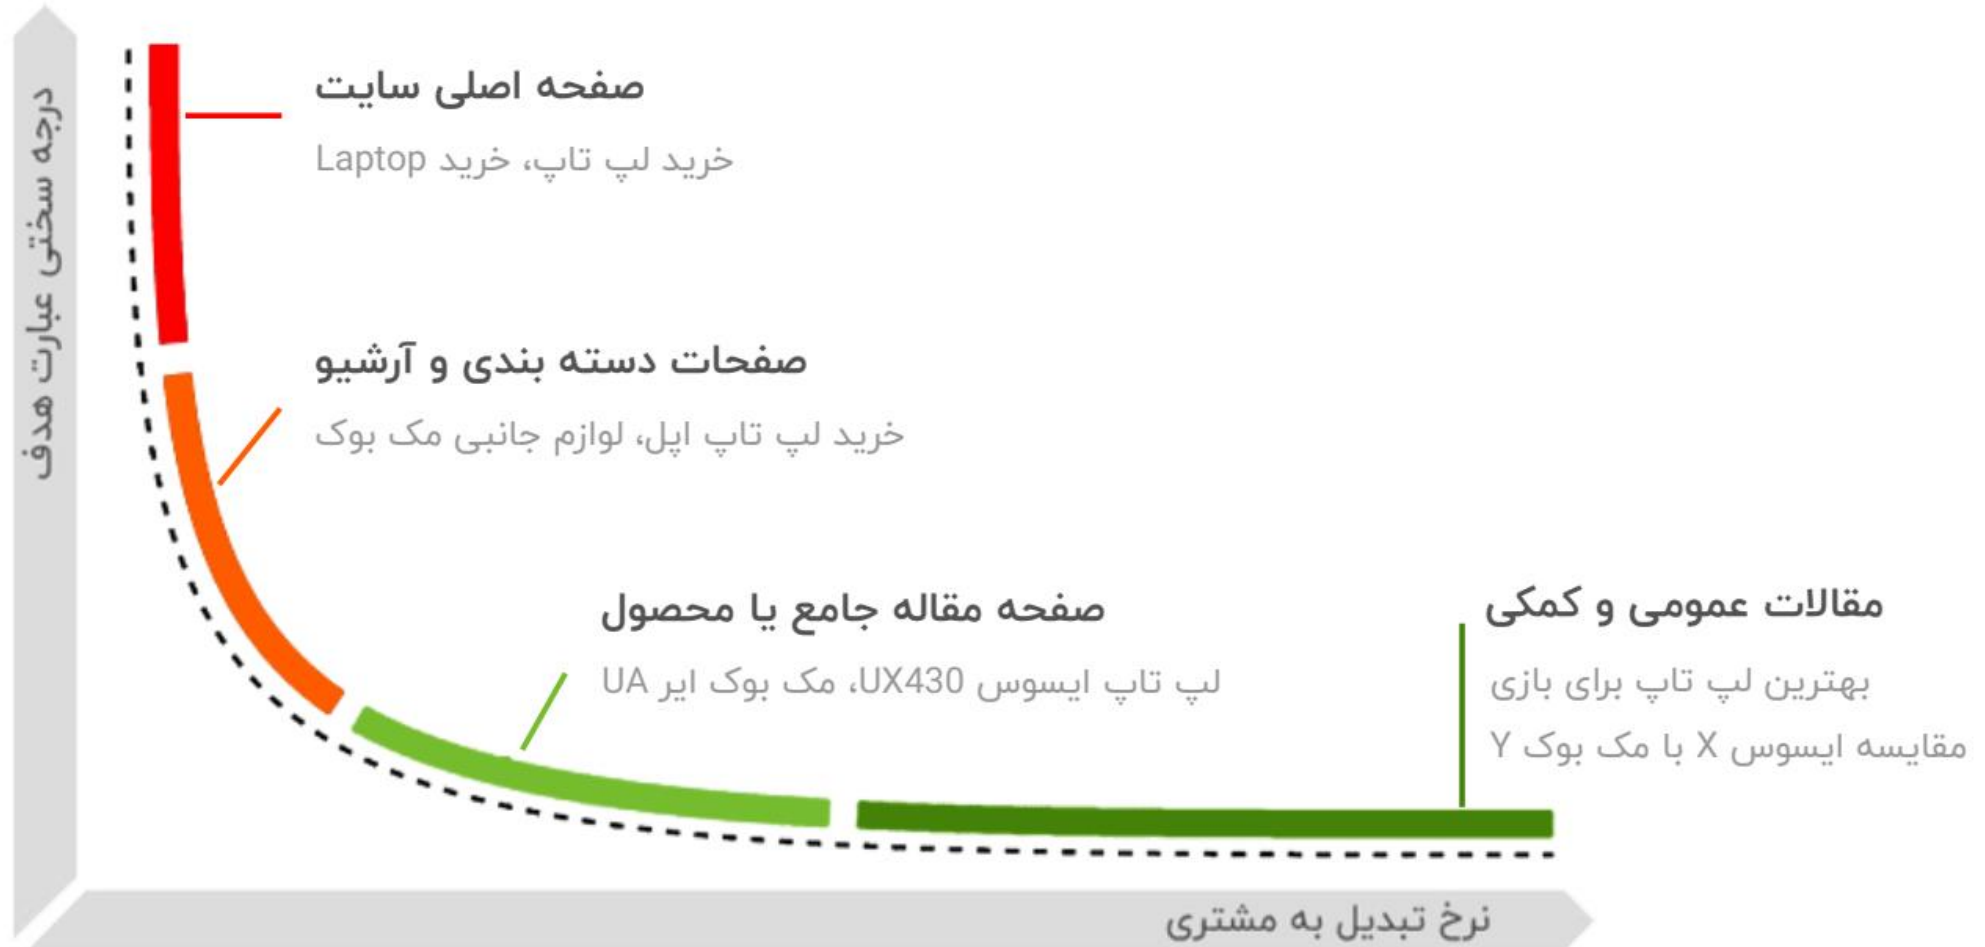 درجه سختی عبارت هدف
صفحه اصلی سایت
خرید لپ تاپ، خرید Laptop
صفحات دسته بندی و آرشیو
خرید لپ تاپ اپل، لوازم جانبی مک بوک
صفحه مقاله جامع یا محصول
لپ تاپ ایسوس UX430، مک بوک ایر UA
مقالات عمومی و کمکی
بهترین لپ تاپ برای بازی
مقایسه ایسوس X با مک بوک Y
نرخ تبدیل به مشتری